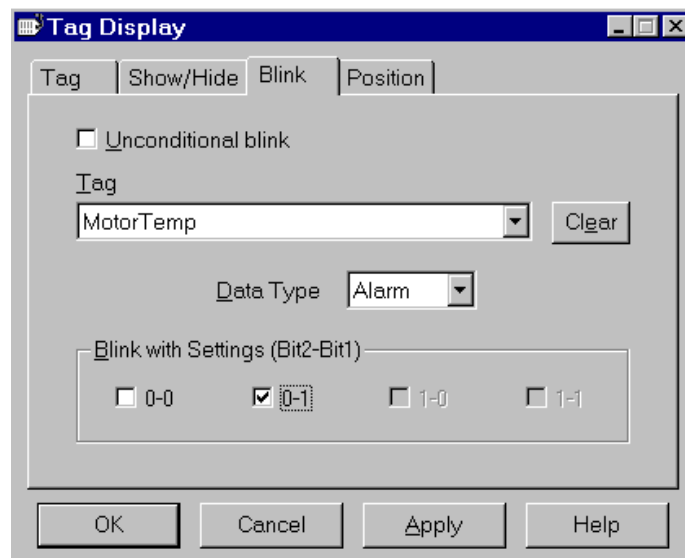 Tag Display
Tag Show/Hide Blink Position
Unconditional blink
Tag
MotorTemp Clear
Data Type Alarm
Blink with Settings (Bit2-Bit1)
0-0 0-1 1-0 1-1
OK Cancel Apply Help